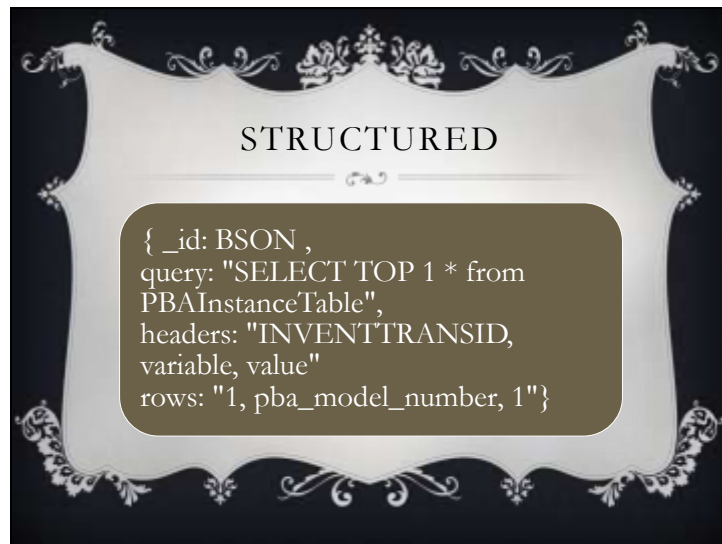 STRUCTURED
{ _id: BSON ,
query: "SELECT TOP 1 * from
PBAInstanceTable",
headers: "INVENTTRANSID,
variable, value"
rows: "1, pba_model_number, 1"}